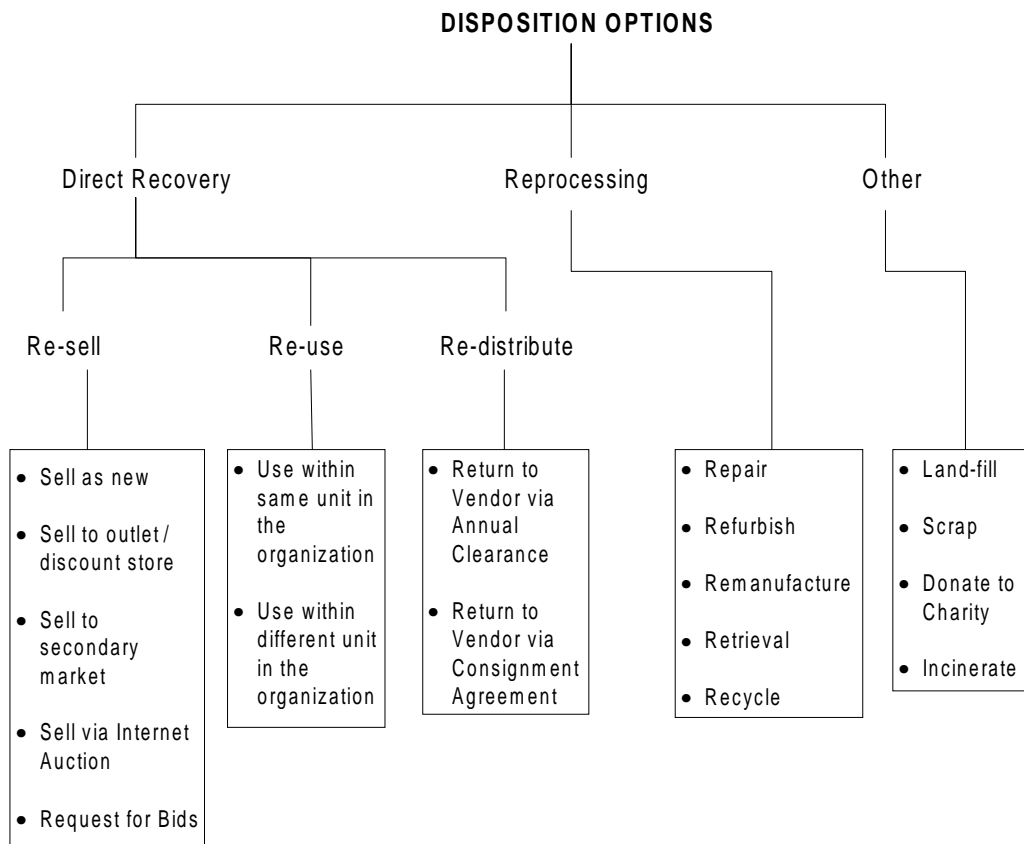 DISPOSITION OPTIONS
Direct Recovery
Reprocessing
Other
Re-sell
Re-use
Re-distribute
• Sell as new
• Sell to outlet /
discount store
• Sell to
secondary
market
• Sell via Internet
Auction
• Request for Bids
• Use within
same unit in
the
organization
• Use within
different unit
in the
organization
• Return to
Vendor via
Annual
Clearance
• Return to
Vendor via
Consignment
Agreement
• Repair
• Refurbish
• Remanufacture
• Retrieval
• Recycle
• Land-fill
• Scrap
• Donate to
Charity
• Incinerate